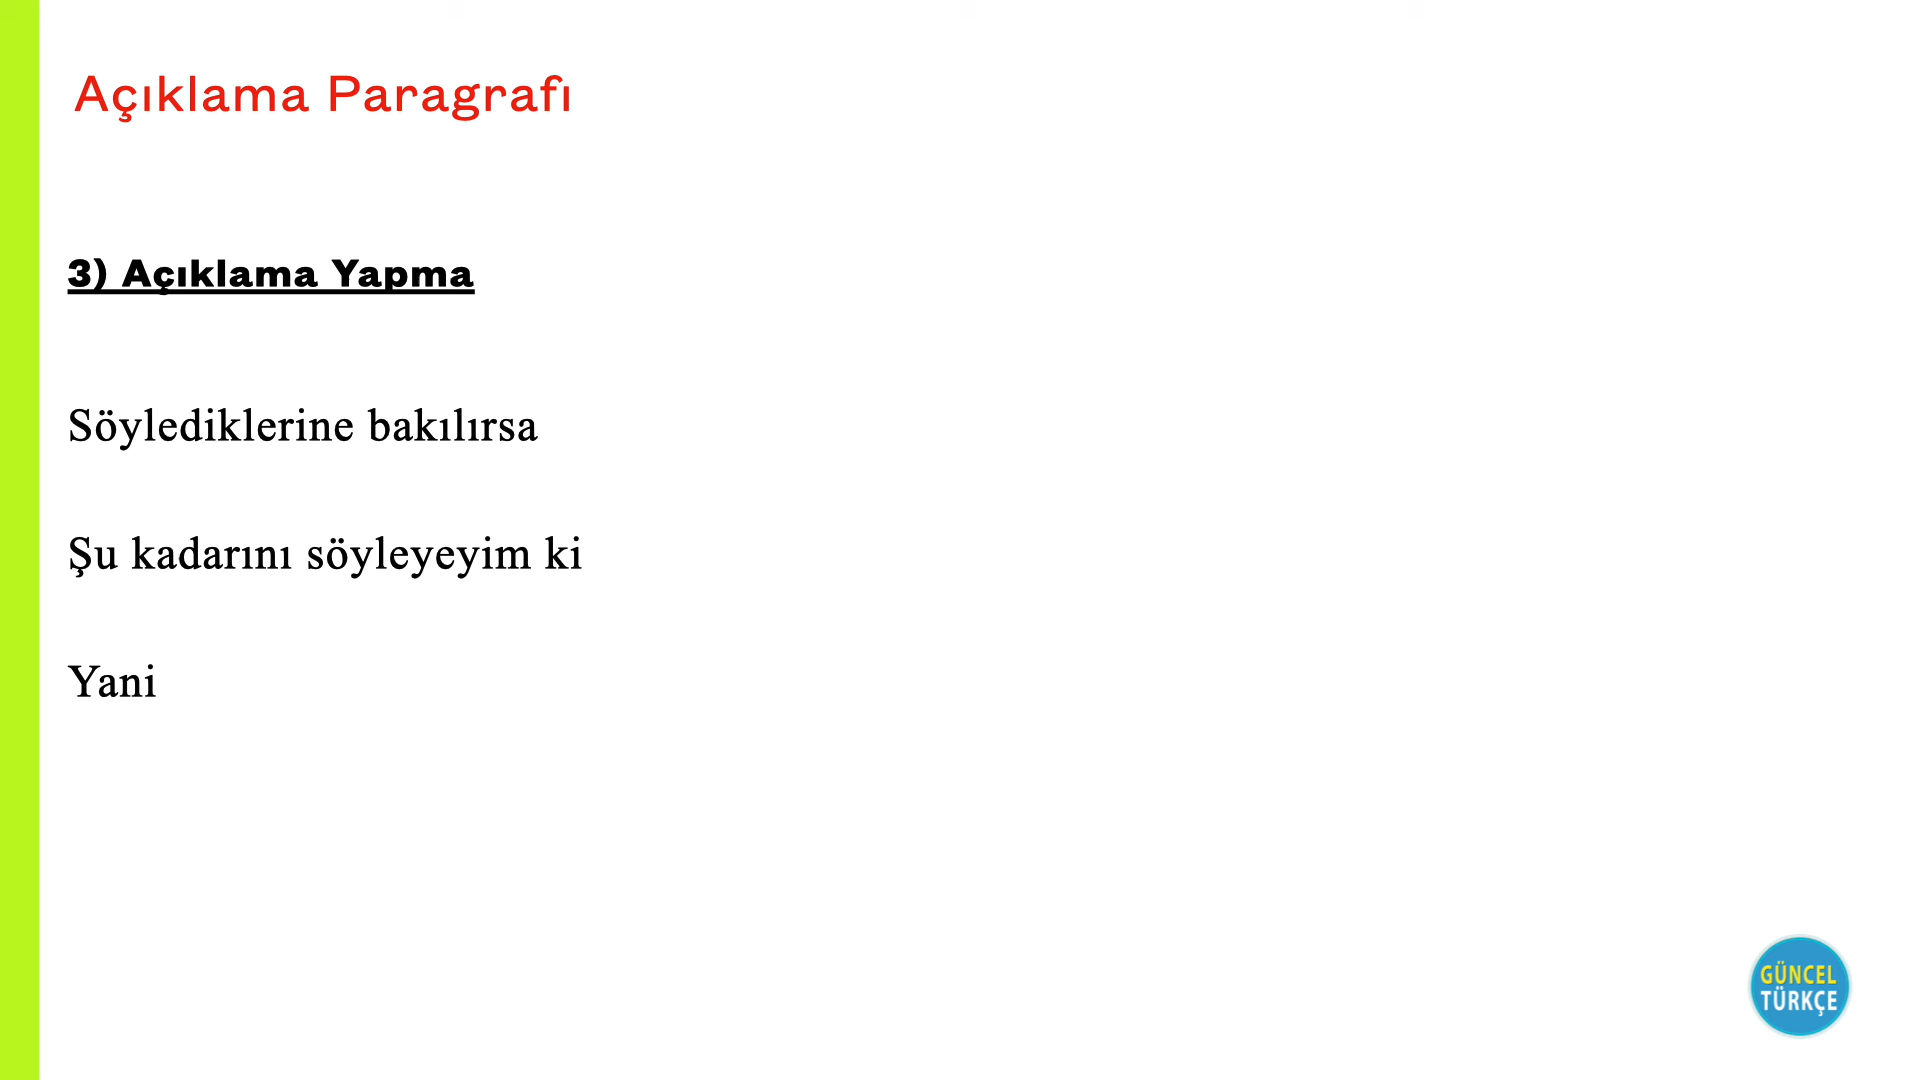 Açıklama Paragrafı
3) Açıklama Yapma
Söylediklerine bakılırsa
Şu kadarını söyleyeyim ki
Yani
GÜNCEL
TÜRKÇE